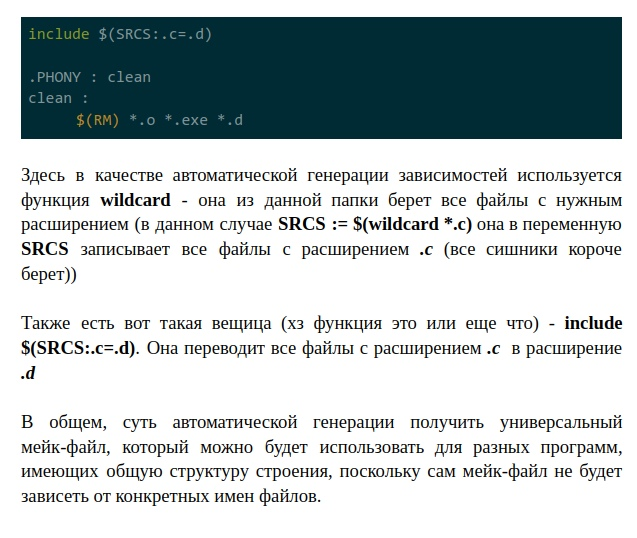 include $(SRCS:.c=.d)
.PHONY : clean
clean :
$(RM) *.o *.exe *.d
Здесь в качестве автоматической генерации зависимостей используется
функция wildcard - она из данной папки берет все файлы с нужным
расширением (в данном случае SRCS := $(wildcard *.c) она в переменную
SRCS записывает все файлы с расширением .c (все сишники короче
берет))
Также есть вот такая вещица (хз функция это или еще что) - include
$(SRCS:.c=.d). Она переводит все файлы с расширением .c в расширение
.d
В общем, суть автоматической генерации получить универсальный
мейк-файл, который можно будет использовать для разных программ,
имеющих общую структуру строения, поскольку сам мейк-файл не будет
зависеть от конкретных имен файлов.